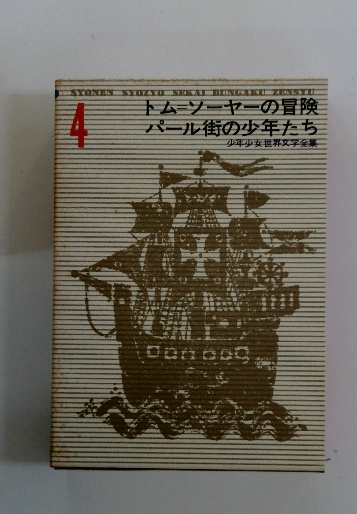 SYONEN SYOZYO SEKAI BUNGAKU ZENSYU
4
トム=ソーヤーの冒険
パール街の少年たち
少年少女世界文学全集